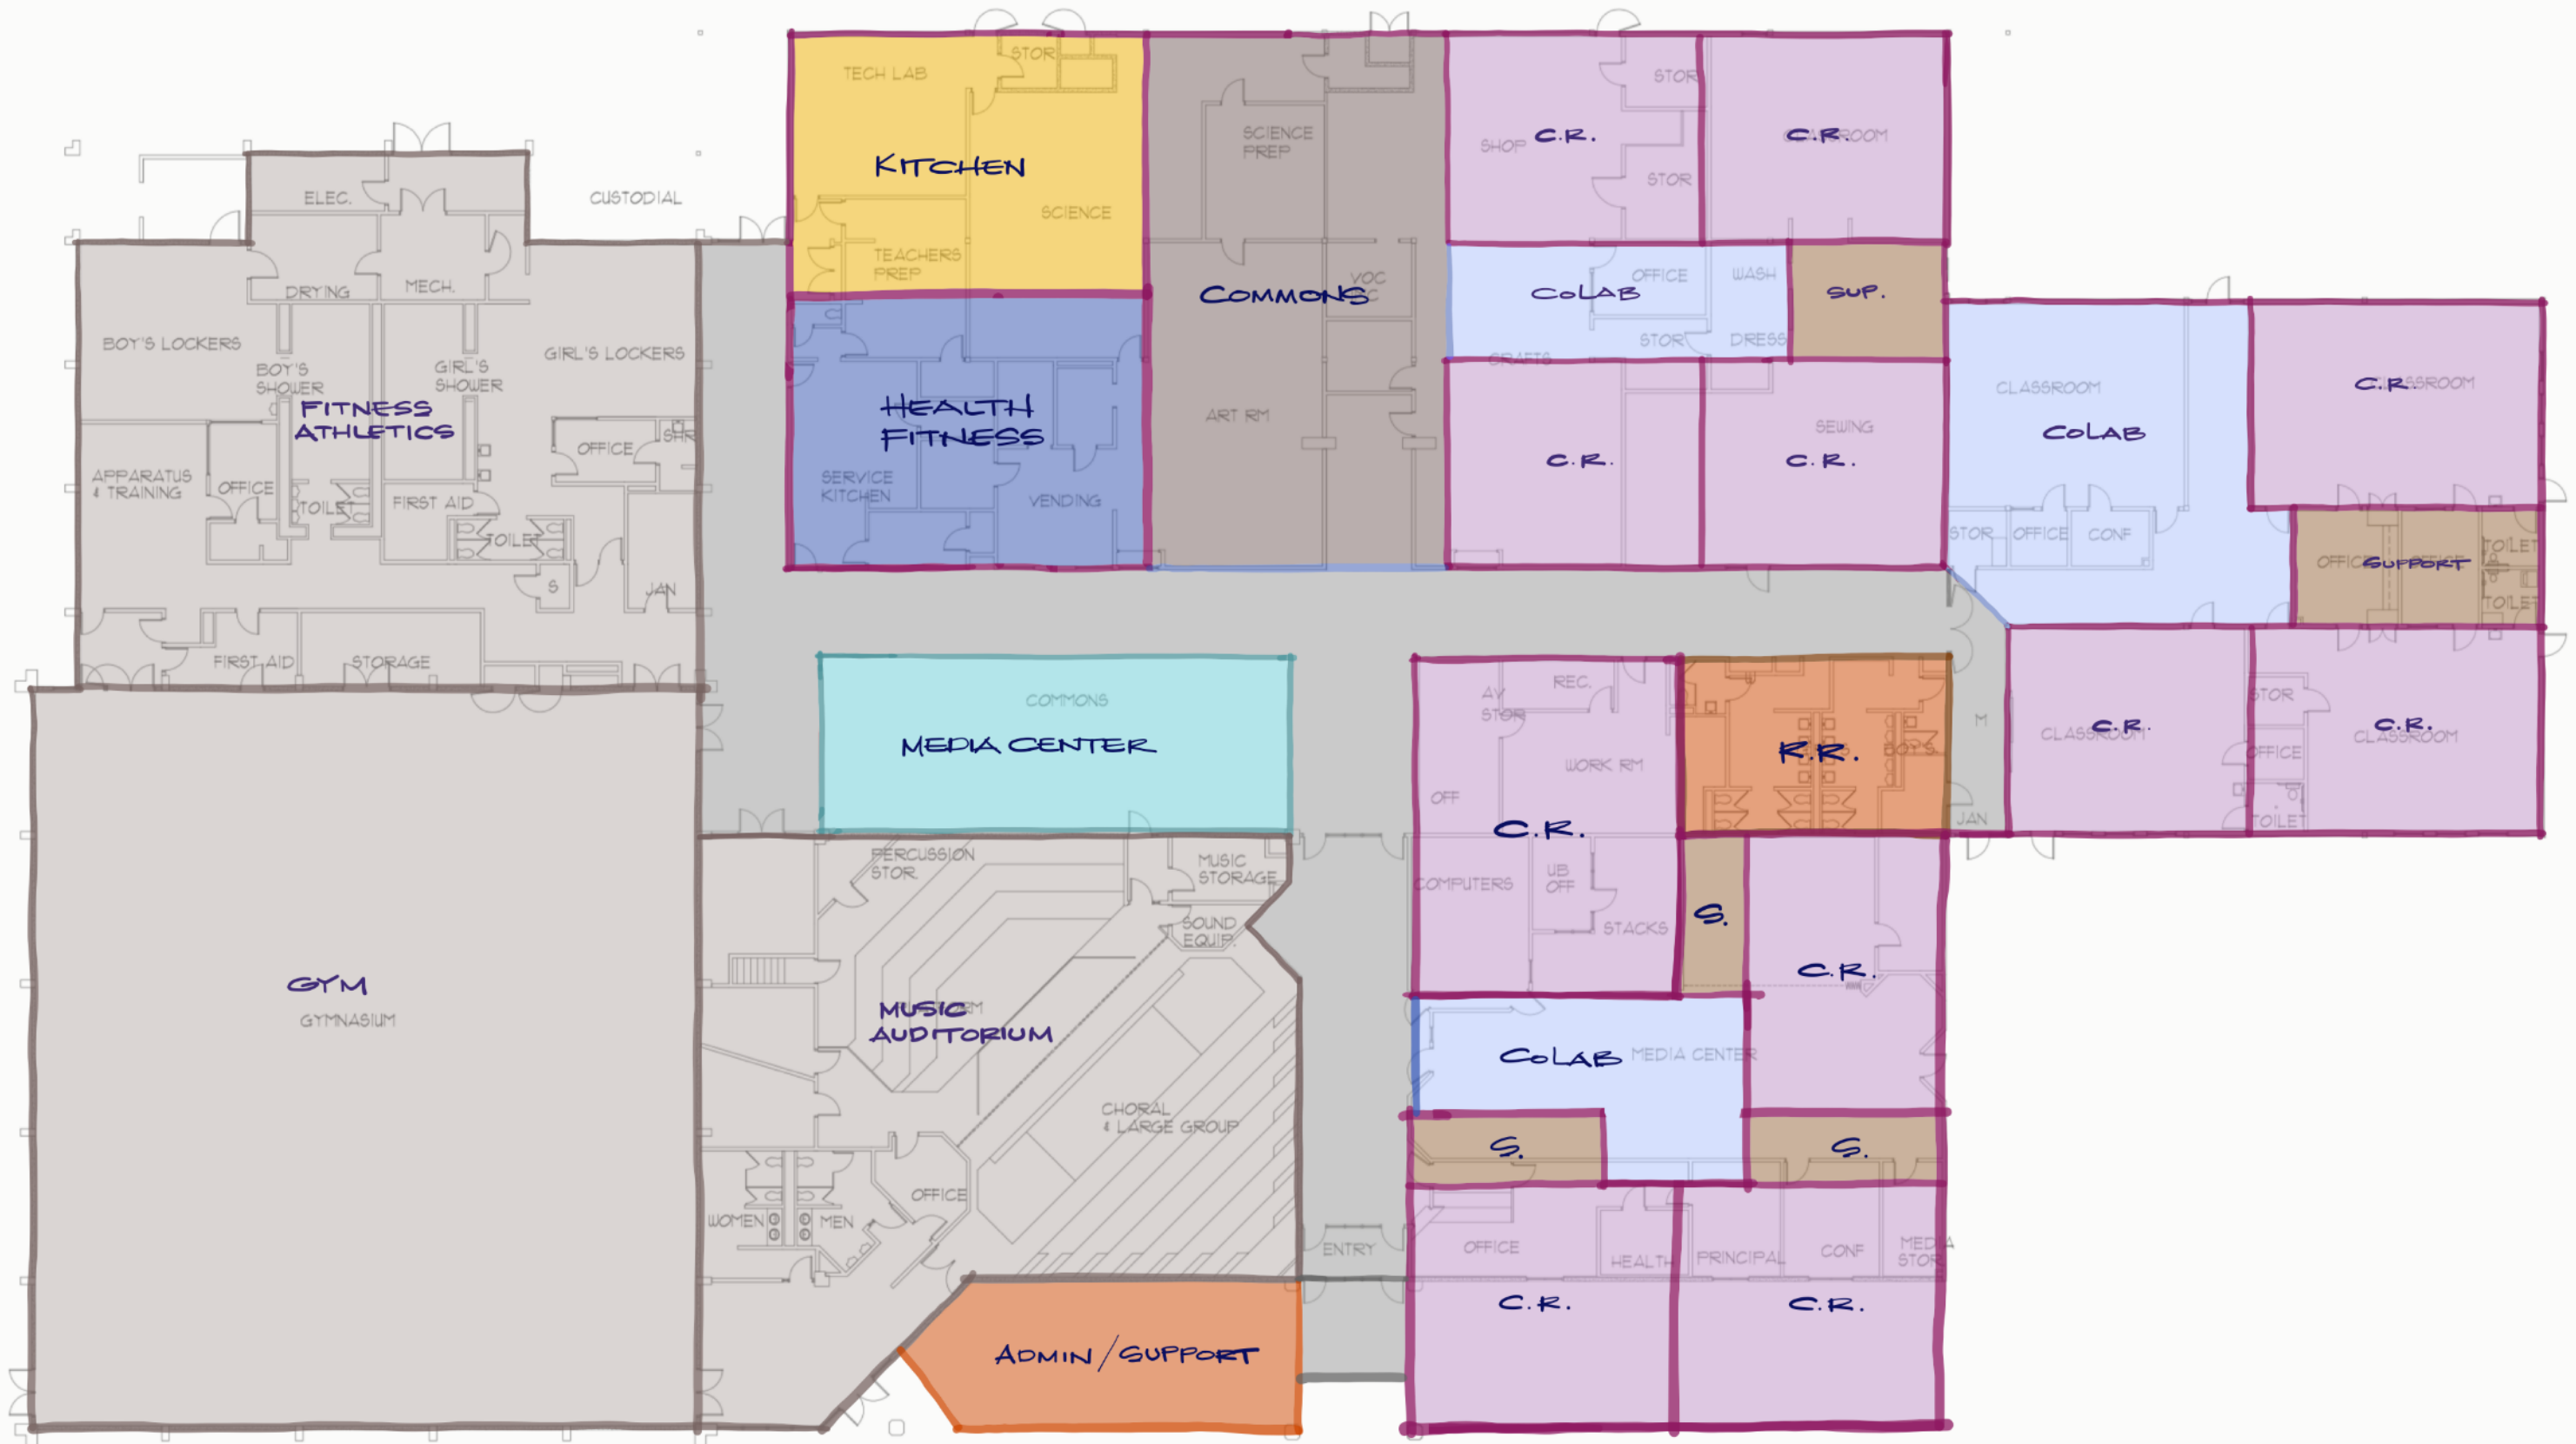 STOR
TECH LAB
STOR
SCIENCE
PREP
SHOP
C.R.
C.R.
KITCHEN
STOR
ELEC.
CUSTODIAL
SCIENCE
TEACHERS
PREP
VOC
COMMONS
COLAB
OFFICE
WASH
SUP.
DRYING
MECH.
STOR
DRESS
CRAFTS
BOY'S LOCKERS
GIRL'S LOCKERS
BOY'S
SHOWER
GIRL'S
SHOWER
FITNESS
ATHLETICS
HEALTH
FITNESS
ART RM
SEWING
CLASSROOM
C.R.
COLAB
OFFICE
SHR
C.R.
C.R.
APPARATUS
& TRAINING
OFFICE
TOILET
FIRST AID
SERVICE
KITCHEN
VENDING
TOILET
STOR
OFFICE
CONF
TOILET
SUPPORT
TOILET
S
JAN
FIRST AID
STORAGE
COMMONS
MEDIA CENTER
AV
STOR
REC.
WORK RM
OFF
C.R.
R.R.
BOY'S
M
JAN
C.R.
CLASSROOM
STOR
OFFICE
TOILET
C.R.
CLASSROOM
PERCUSSION
STOR.
MUSIC
STORAGE
COMPUTERS
OFF
STACKS
S.
SOUND
EQUIP.
GYM
GYMNASIUM
MUSIC
AUDITORIUM
C.R.
COLAB
MEDIA CENTER
CHORAL
& LARGE GROUP
S.
S.
OFFICE
WOMEN
MEN
ENTRY
OFFICE
HEALTH
PRINCIPAL
CONF
MEDIA
STOR
C.R.
C.R.
ADMIN/SUPPORT